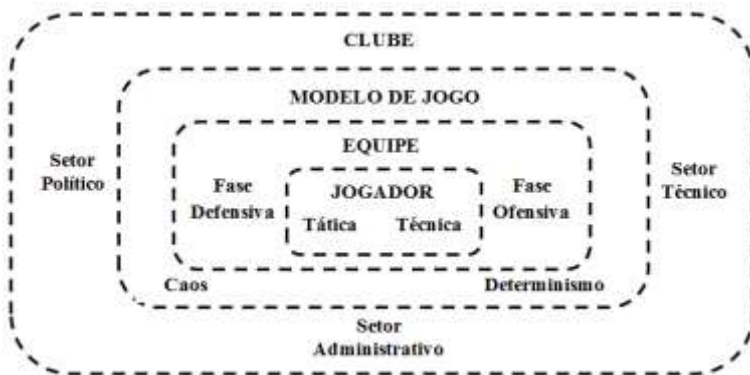 CLUBE
MODELO DE JOGO
EQUIPE
Setor
Político
Fase
Defensiva
JOGADOR
Tática Técnica
Fase
Ofensiva
Setor
Técnico
Caos
Determinismo
Setor
Administrativo